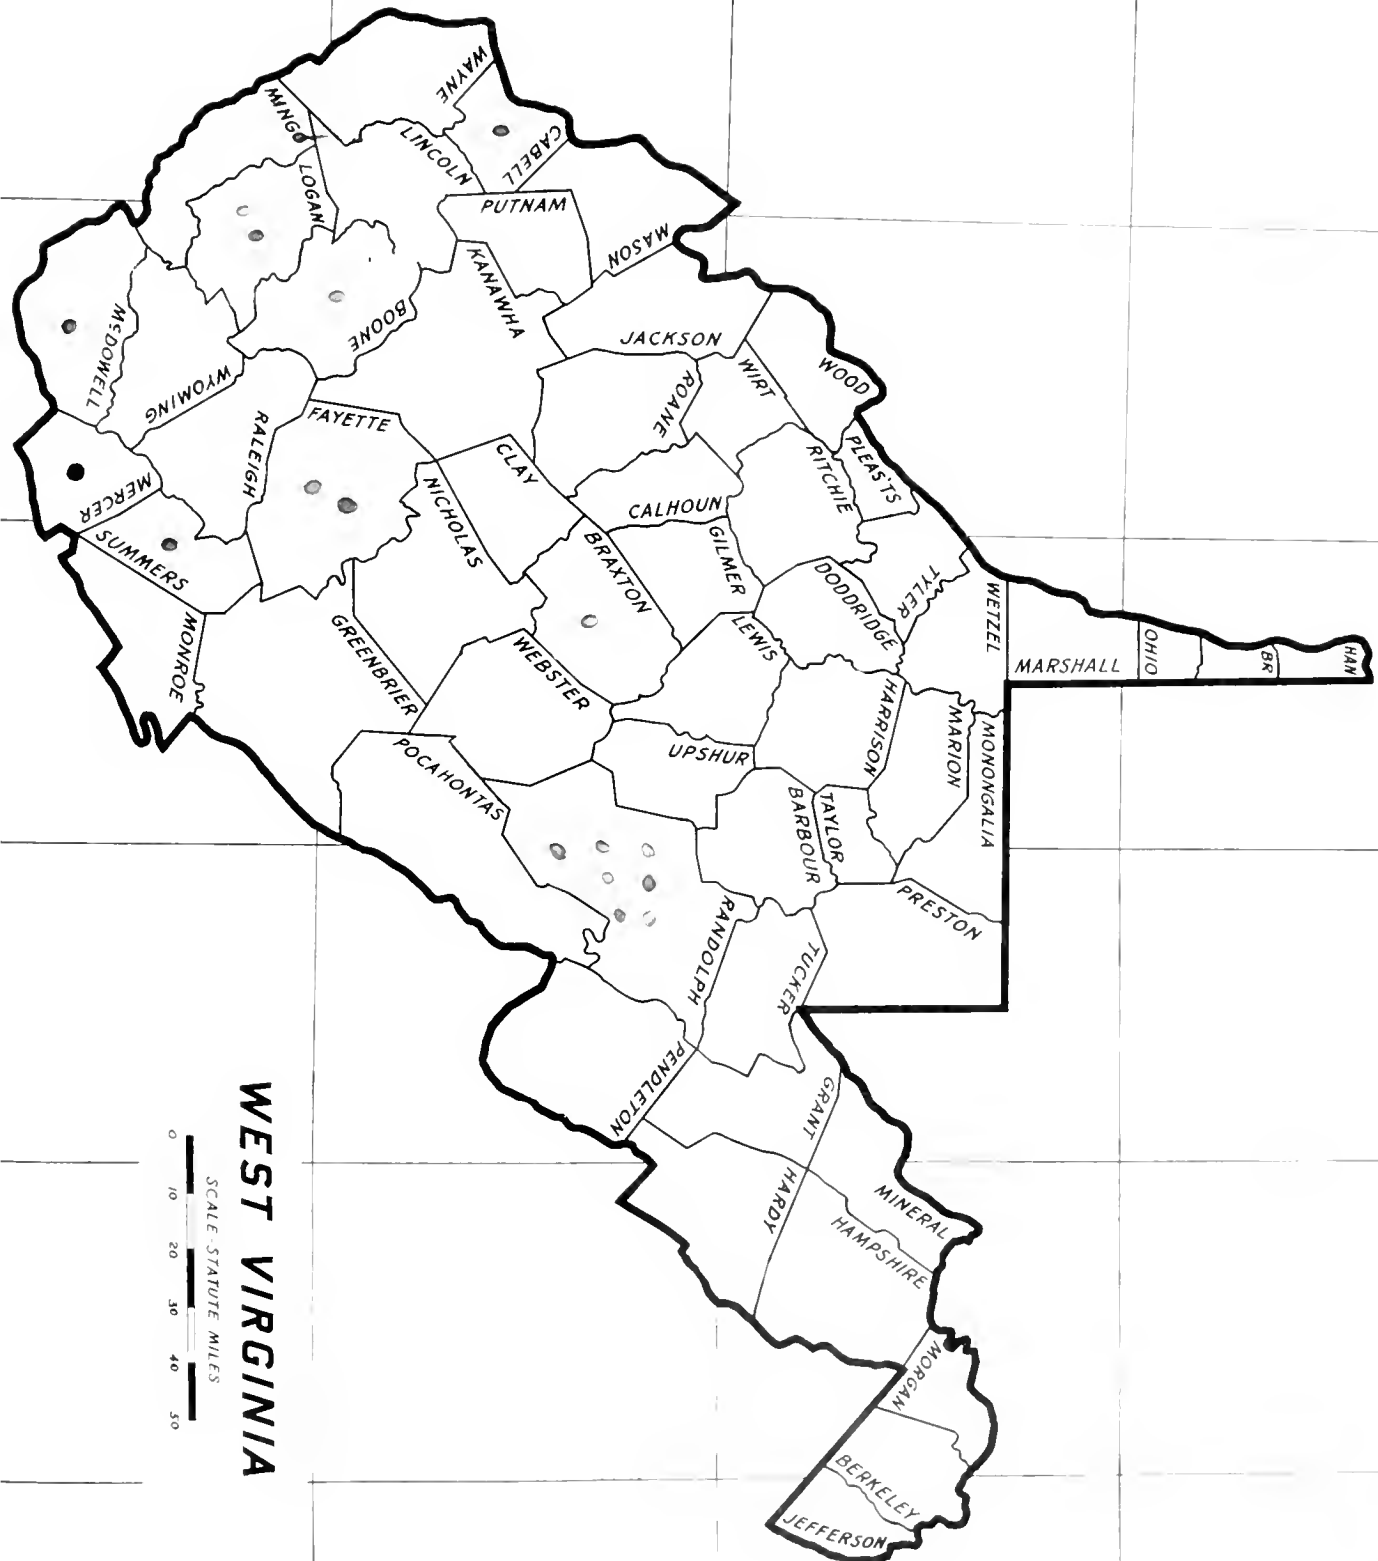 HAN
BR
OHIO
MARSHALL
WETZEL
TYLER
PLEAS'TS
WOOD
RITCHIE
DODDRIDGE
HARRISON
MARION
MONONGALIA
TAYLOR
BARBOUR
PRESTON
TUCKER
WIRT
JACKSON
ROANE
CALHOUN
GILMER
LEWIS
UPSHUR
RANDOLPH
MASON
PUTNAM
CABELL
WAYNE
LINCOLN
KANAWHA
CLAY
BRAXTON
NICHOLAS
WEBSTER
MINGO
LOGAN
BOONE
FAYETTE
RALEIGH
WYOMING
McDOWELL
MERCER
SUMMERS
MONROE
GREENBRIER
POCAHONTAS
PENDLETON
GRANT
HARDY
MINERAL
HAMPSHIRE
MORGAN
BERKELEY
JEFFERSON
WEST VIRGINIA
SCALE-STATUTE MILES
0 10 20 30 40 50